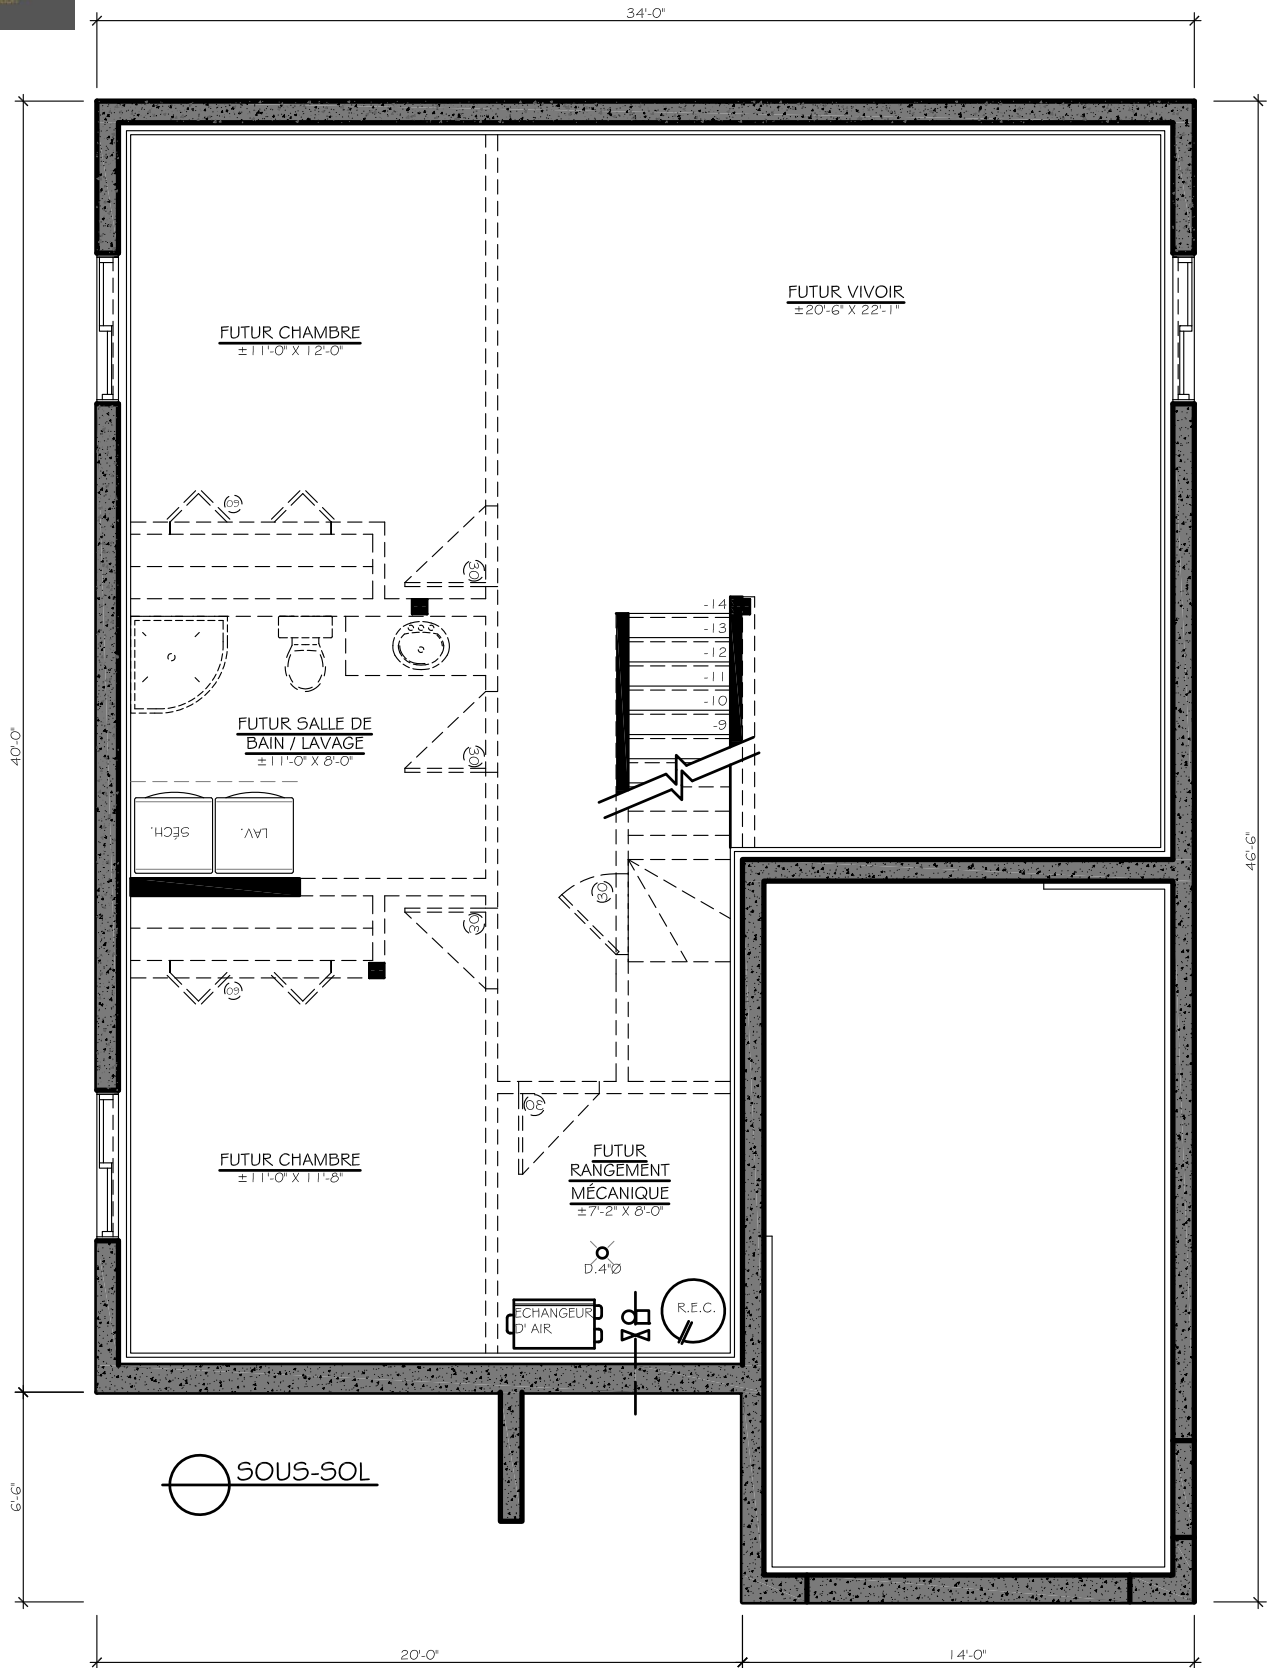 34'-0"
FUTUR VIVOIR
±20'-6" X 22'-1"
FUTUR CHAMBRE
±11'-0" X 12'-0"
60
30
-14
-13
-12
-11
-10
-9
FUTUR SALLE DE
BAIN / LAVAGE
±11'-0" X 8'-0"
30
40'-0"
46'-6"
SÉCH.
LAV.
30
30
60
30
FUTUR CHAMBRE
±11'-0" X 11'-8"
FUTUR
RANGEMENT
MÉCANIQUE
±7'-2" X 8'-0"
D.4"Ø
ECHANGEUR
D' AIR
R.E.C.
SOUS-SOL
6'-6"
20'-0"
14'-0"